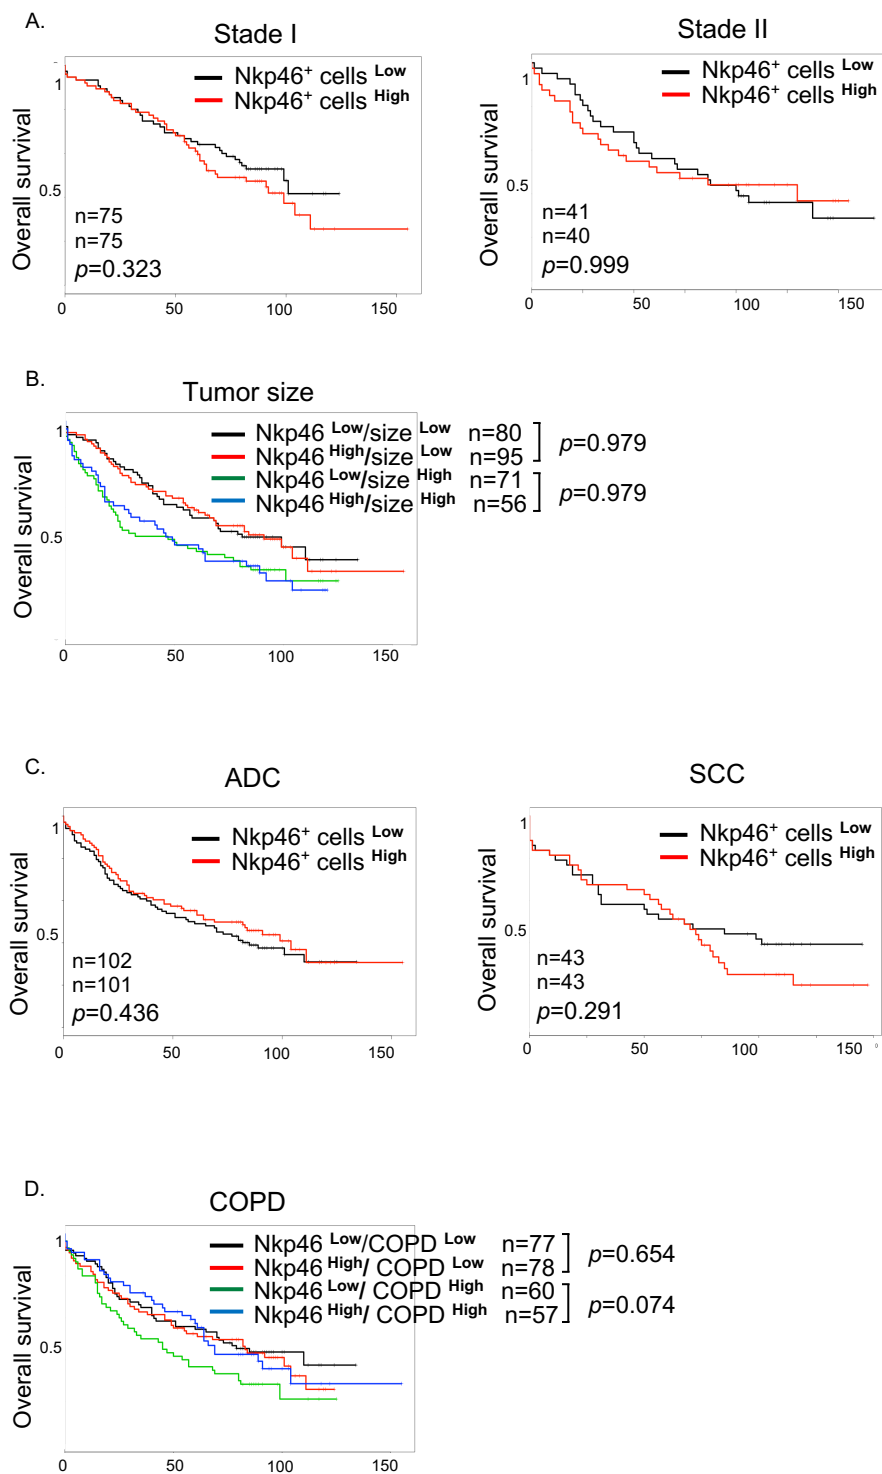 A.
Stade I
Nkp46+ cells Low
Nkp46+ cells High
1
0.5
Overall survival
n=75
n=75
p=0.323
0 50 100 150
Stade II
Nkp46+ cells Low
Nkp46+ cells High
1
0.5
Overall survival
n=41
n=40
p=0.999
0 50 100 150
B.
Tumor size
Nkp46 Low/size Low n=80
Nkp46 High/size Low n=95
p=0.979
Nkp46 Low/size High n=71
Nkp46 High/size High n=56
p=0.979
1
0.5
Overall survival
0 50 100 150
C.
ADC
Nkp46+ cells Low
Nkp46+ cells High
1
0.5
Overall survival
n=102
n=101
p=0.436
0 50 100 150
SCC
Nkp46+ cells Low
Nkp46+ cells High
1
0.5
Overall survival
n=43
n=43
p=0.291
0 50 100 150 0
D.
COPD
Nkp46 Low/COPD Low n=77
Nkp46 High/ COPD Low n=78
p=0.654
Nkp46 Low/ COPD High n=60
Nkp46 High/ COPD High n=57
p=0.074
1
0.5
Overall survival
0 50 100 150